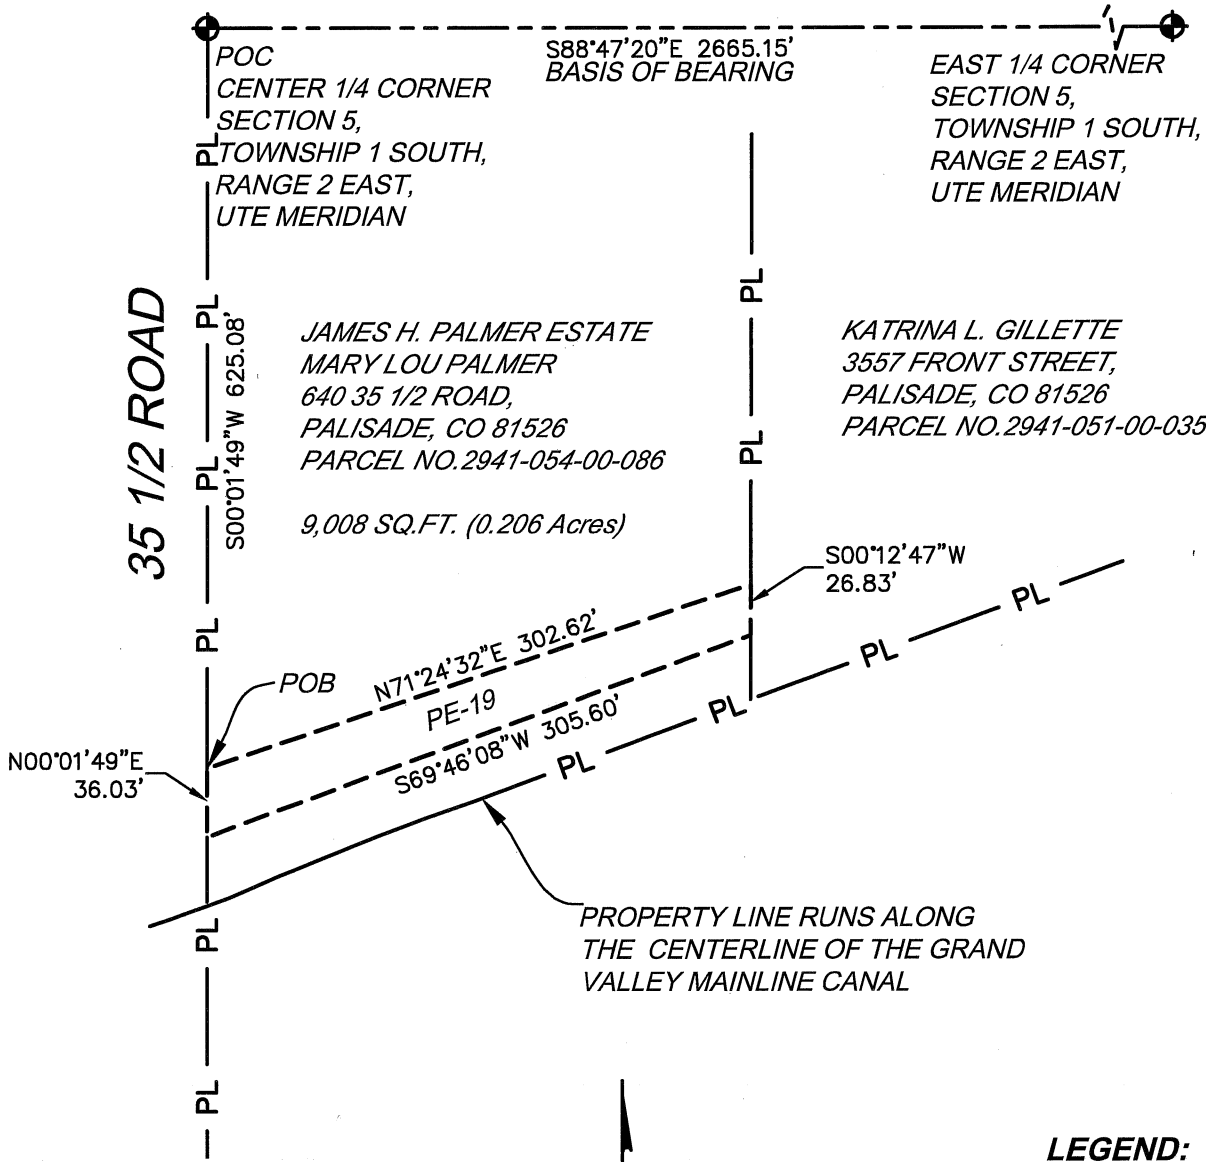 S88°47'20"E 2665.15'
BASIS OF BEARING
POC
CENTER 1/4 CORNER
SECTION 5,
TOWNSHIP 1 SOUTH,
RANGE 2 EAST,
UTE MERIDIAN
EAST 1/4 CORNER
SECTION 5,
TOWNSHIP 1 SOUTH,
RANGE 2 EAST,
UTE MERIDIAN
PL
PL
PL
PL
PL
PL
35 1/2 ROAD
S00°01'49"W 625.08'
JAMES H. PALMER ESTATE
MARY LOU PALMER
640 35 1/2 ROAD,
PALISADE, CO 81526
PARCEL NO.2941-054-00-086
9,008 SQ.FT. (0.206 Acres)
PL
PL
KATRINA L. GILLETTE
3557 FRONT STREET,
PALISADE, CO 81526
PARCEL NO.2941-051-00-035
S00°12'47"W
26.83'
N71°24'32"E 302.62'
POB
PE-19
S69°46'08"W 305.60'
N00°01'49"E
36.03'
PL
PL
PL
PL
PROPERTY LINE RUNS ALONG
THE CENTERLINE OF THE GRAND
VALLEY MAINLINE CANAL
LEGEND: